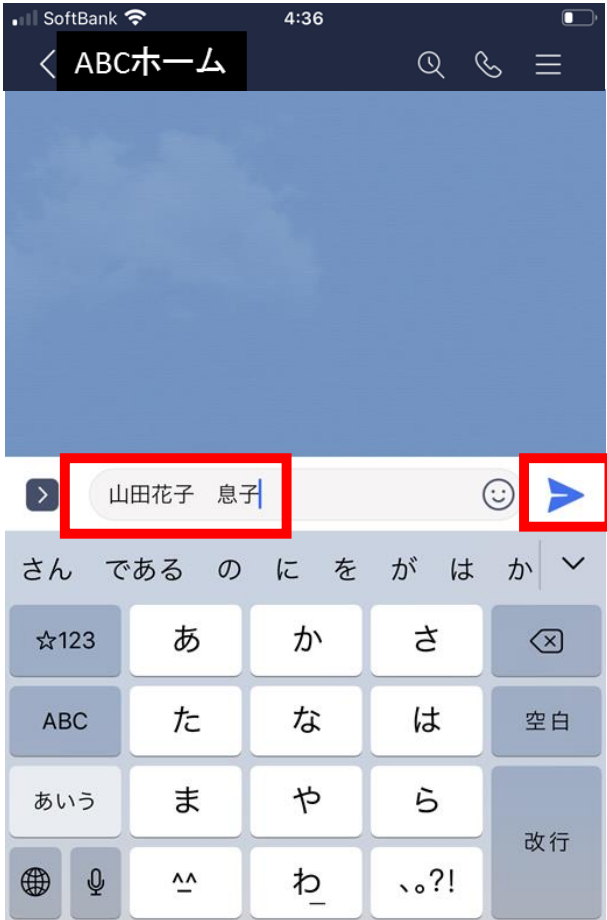 SoftBank 4:36
ABCホーム
山田花子　息子
さん である の に を が は か
☆123 あ か さ
ABC た な は 空白
あいう ま や ら
改行
^^ わ 、。?!